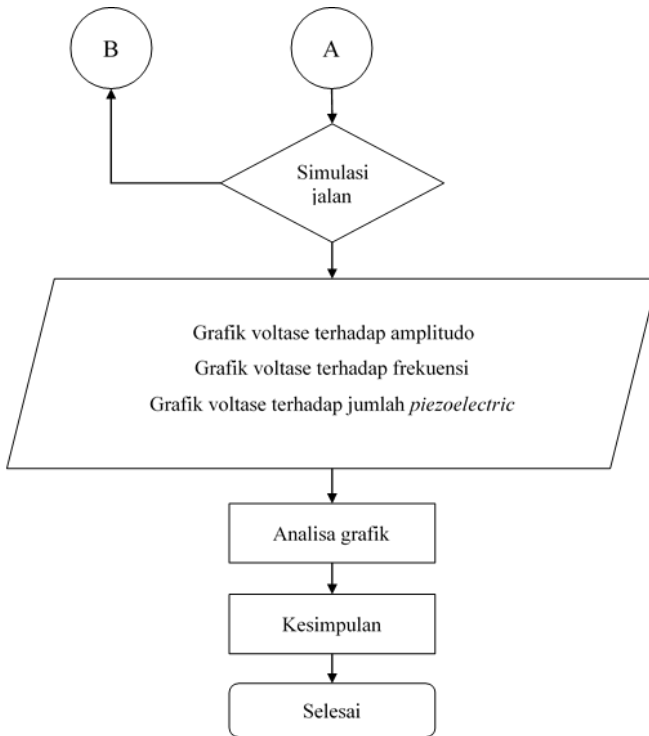 B
A
Simulasi
jalan
Grafik voltase terhadap amplitudo
Grafik voltase terhadap frekuensi
Grafik voltase terhadap jumlah piezoelectric
Analisa grafik
Kesimpulan
Selesai